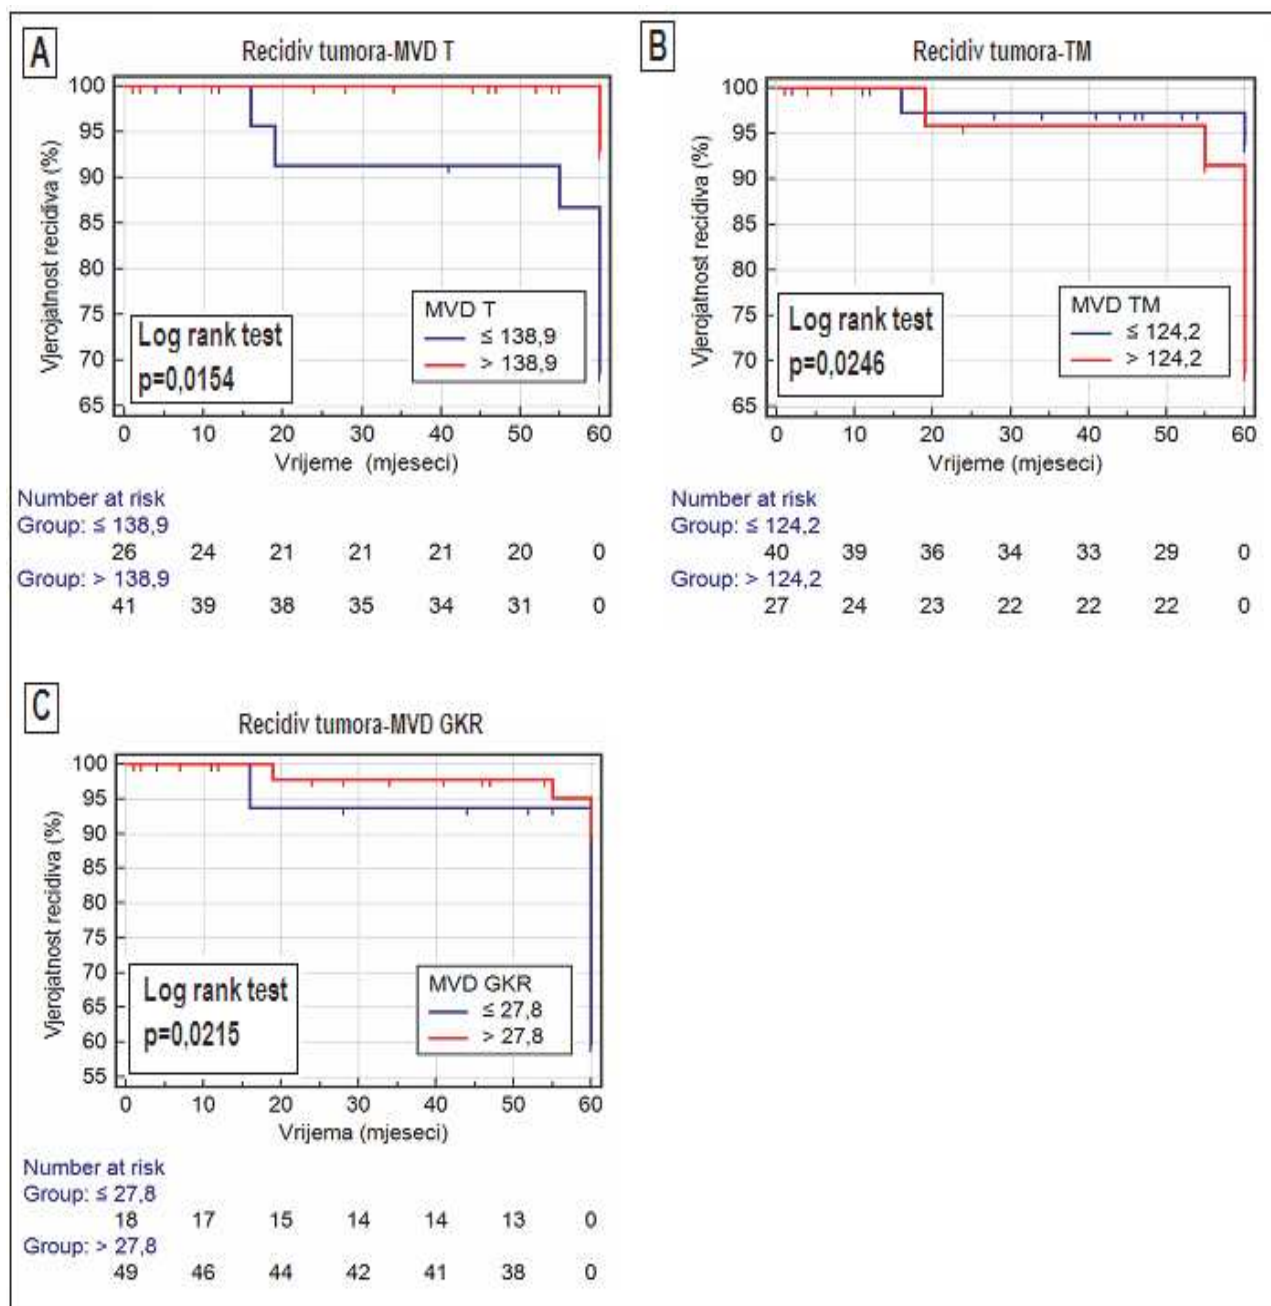 A
Recidiv tumora-MVD T
Vjerojatnost recidiva (%)
100
95
90
85
80
75
70
65
Log rank test
p=0,0154
MVD T
≤ 138,9
> 138,9
0 10 20 30 40 50 60
Vrijeme (mjeseci)
Number at risk
Group: ≤ 138,9
26 24 21 21 21 20 0
Group: > 138,9
41 39 38 35 34 31 0
B
Recidiv tumora-TM
Vjerojatnost recidiva (%)
100
95
90
85
80
75
70
65
Log rank test
p=0,0246
MVD TM
≤ 124,2
> 124,2
0 10 20 30 40 50 60
Vrijeme (mjeseci)
Number at risk
Group: ≤ 124,2
40 39 36 34 33 29 0
Group: > 124,2
27 24 23 22 22 22 0
C
Recidiv tumora-MVD GKR
Vjerojatnost recidiva (%)
100
95
90
85
80
75
70
65
60
55
Log rank test
p=0,0215
MVD GKR
≤ 27,8
> 27,8
0 10 20 30 40 50 60
Vrijema (mjeseci)
Number at risk
Group: ≤ 27,8
18 17 15 14 14 13 0
Group: > 27,8
49 46 44 42 41 38 0